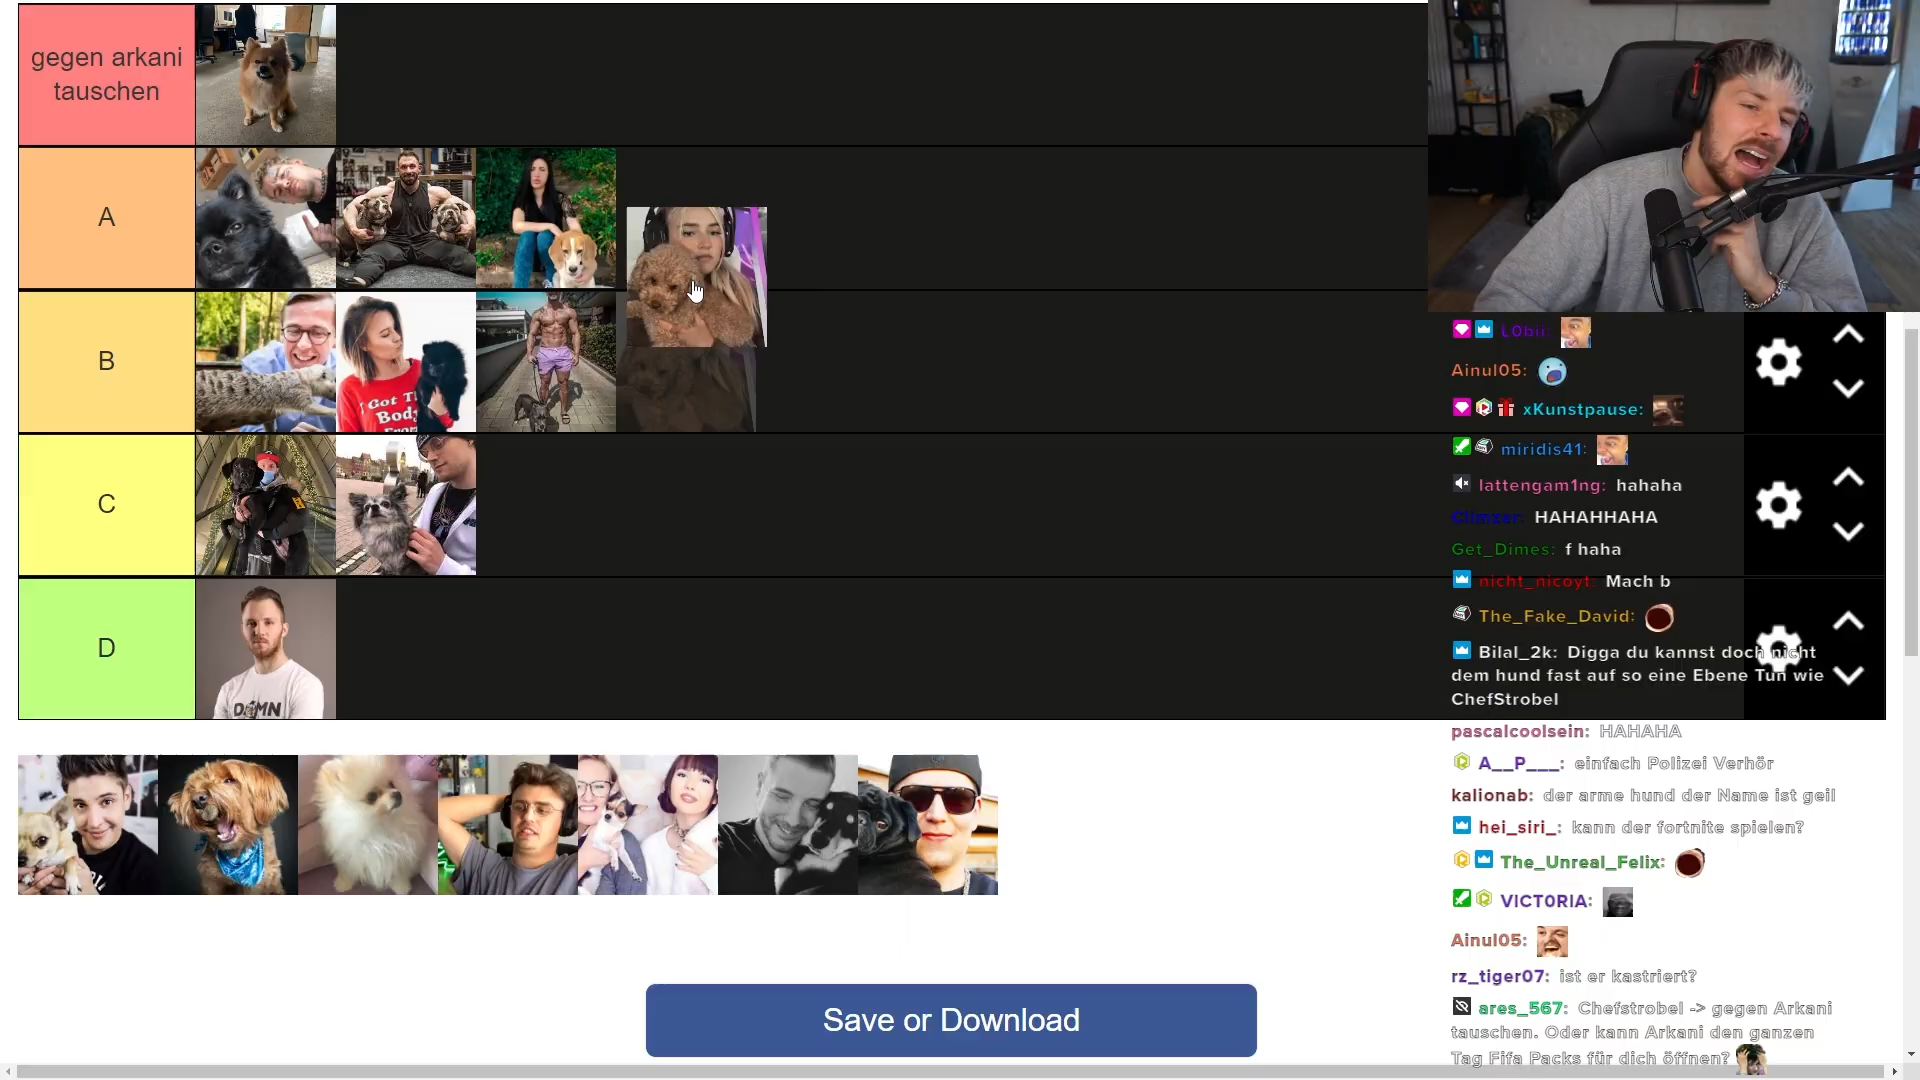 gegen arkani
tauschen
A
B
C
D
Got Th
Body
DAMN
L0bii:
Ainul05:
xKunstpause:
miridis41:
lattengam1ng: hahaha
Climzer: HAHAHHAHA
Get_Dimes: f haha
nicht_nicoyt: Mach b
The_Fake_David:
Bilal_2k: Digga du kannst doch nicht
dem hund fast auf so eine Ebene Tun wie
ChefStrobel
pascalcoolsein: HAHAHA
A__P___: einfach Polizei Verhör
kalionab: der arme hund der Name ist geil
hei_siri_: kann der fortnite spielen?
The_Unreal_Felix:
VICT0RIA:
Ainul05:
rz_tiger07: ist er kastriert?
ares_567: Chefstrobel -> gegen Arkani
tauschen. Oder kann Arkani den ganzen
Tag Fifa Packs für dich öffnen?
Save or Download